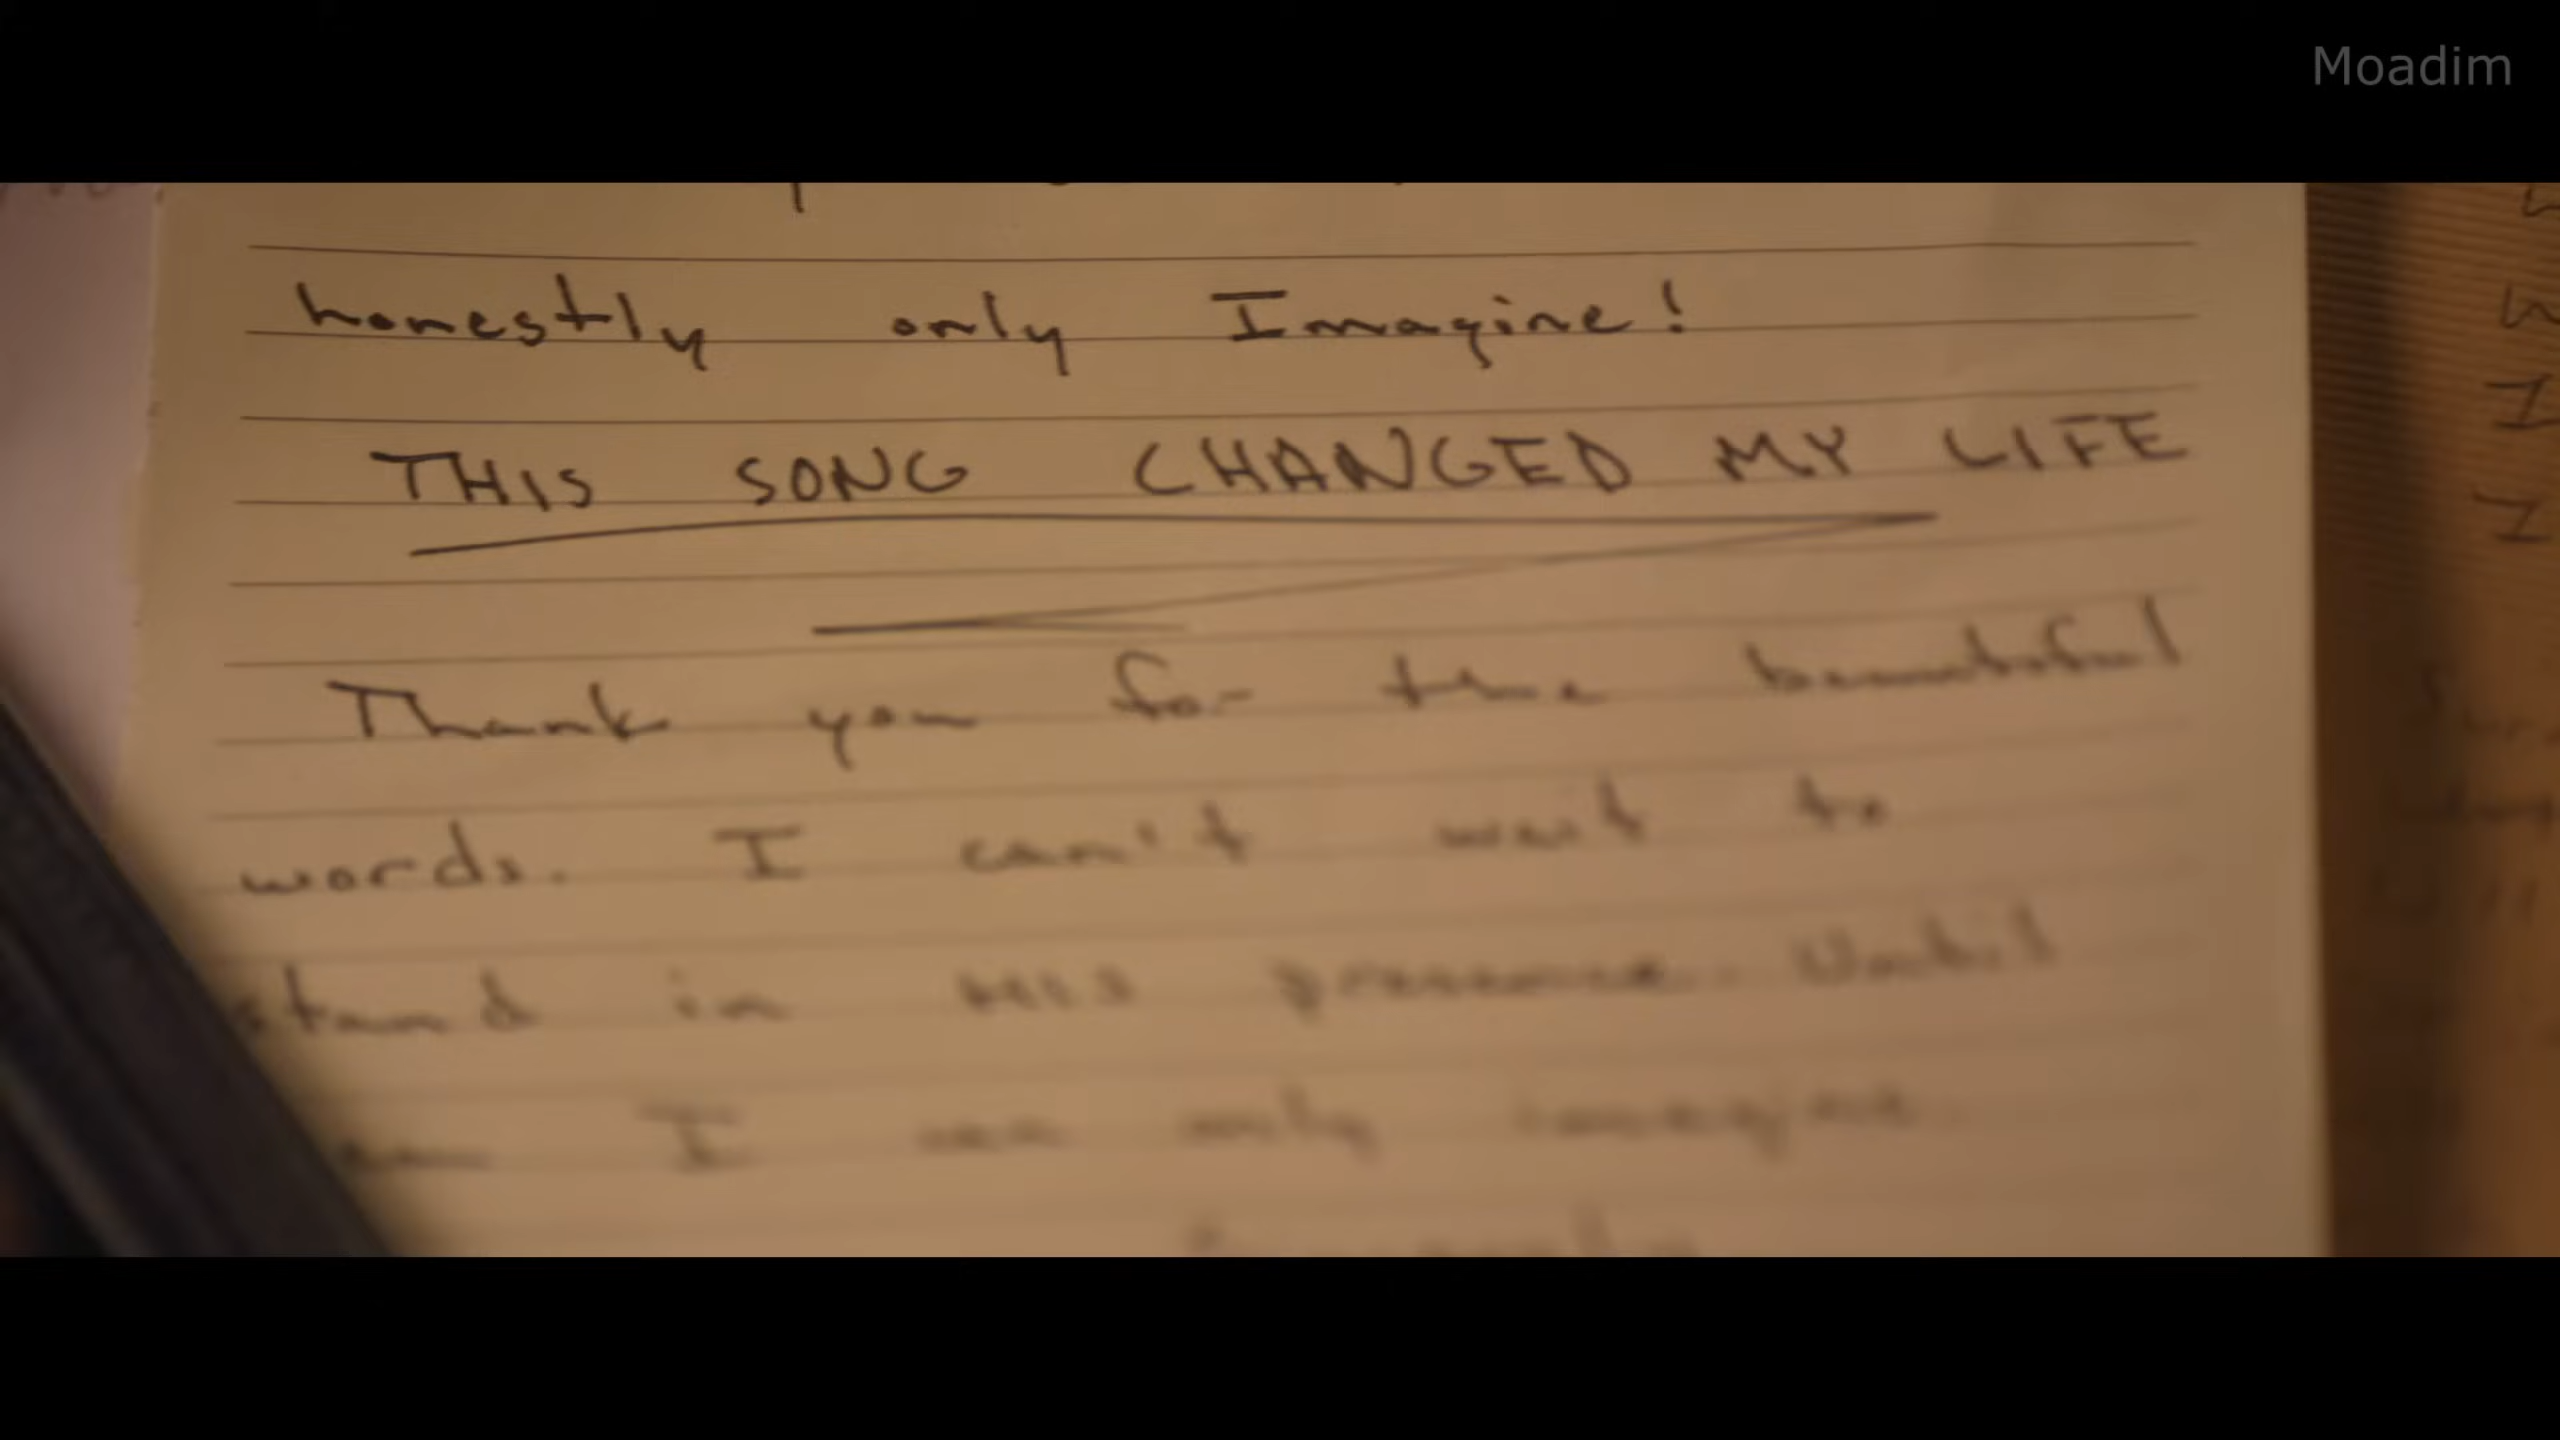 Moadim
honestly only Imagine!
THIS SONG CHANGED MY LIFE
Thank you for the beautiful
words. I can't wait to
stand in His presence. Until
I can only imagine